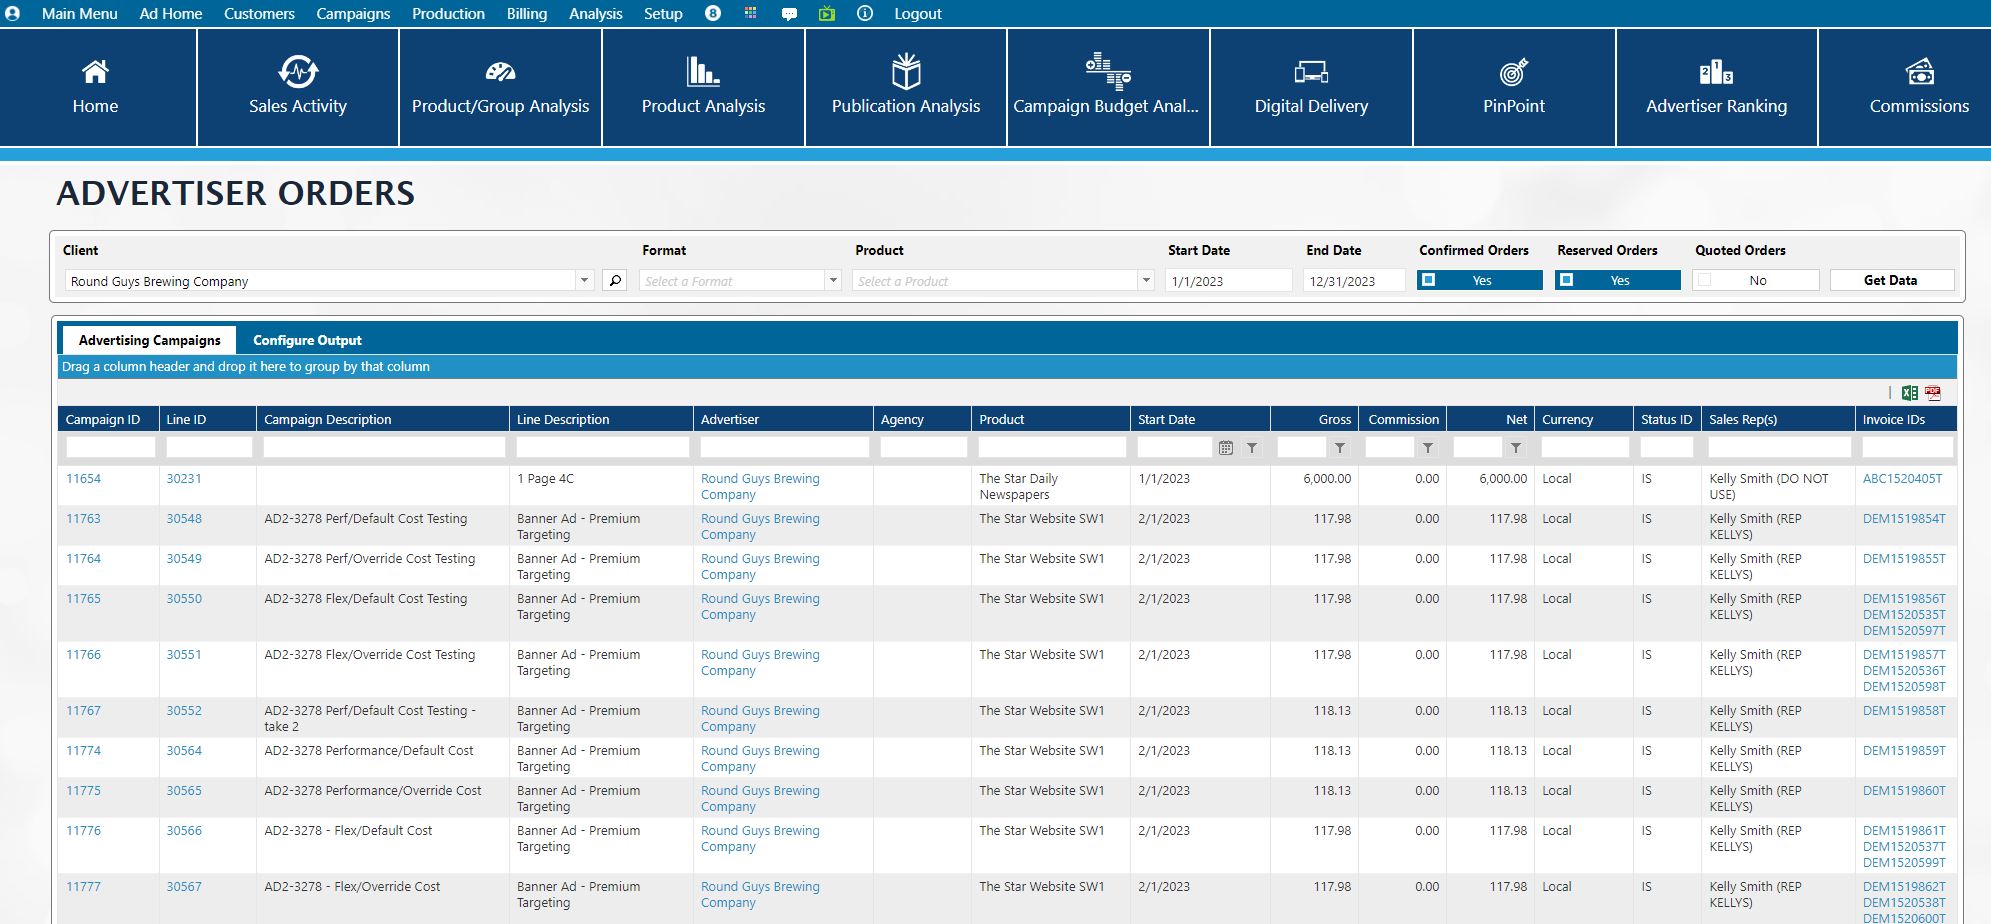 Main Menu Ad Home Customers Campaigns Production Billing Analysis Setup 8 Logout
Home Sales Activity Product/Group Analysis Product Analysis Publication Analysis Campaign Budget Anal... Digital Delivery PinPoint Advertiser Ranking Commissions
ADVERTISER ORDERS
Client Format Product Start Date End Date Confirmed Orders Reserved Orders Quoted Orders
Round Guys Brewing Company Select a Format Select a Product 1/1/2023 12/31/2023 Yes Yes No Get Data
Advertising Campaigns Configure Output
Drag a column header and drop it here to group by that column
Campaign ID Line ID Campaign Description Line Description Advertiser Agency Product Start Date Gross Commission Net Currency Status ID Sales Rep(s) Invoice IDs
11654 30231 1 Page 4C Round Guys Brewing The Star Daily 1/1/2023 6,000.00 0.00 6,000.00 Local IS Kelly Smith (DO NOT ABC1520405T
Company Newspapers USE)
11763 30548 AD2-3278 Perf/Default Cost Testing Banner Ad - Premium Round Guys Brewing The Star Website SW1 2/1/2023 117.98 0.00 117.98 Local IS Kelly Smith (REP DEM1519854T
Targeting Company KELLYS)
11764 30549 AD2-3278 Perf/Override Cost Testing Banner Ad - Premium Round Guys Brewing The Star Website SW1 2/1/2023 117.98 0.00 117.98 Local IS Kelly Smith (REP DEM1519855T
Targeting Company KELLYS)
11765 30550 AD2-3278 Flex/Default Cost Testing Banner Ad - Premium Round Guys Brewing The Star Website SW1 2/1/2023 117.98 0.00 117.98 Local IS Kelly Smith (REP DEM1519856T
Targeting Company KELLYS) DEM1520535T
DEM1520597T
11766 30551 AD2-3278 Flex/Override Cost Testing Banner Ad - Premium Round Guys Brewing The Star Website SW1 2/1/2023 117.98 0.00 117.98 Local IS Kelly Smith (REP DEM1519857T
Targeting Company KELLYS) DEM1520536T
DEM1520598T
11767 30552 AD2-3278 Perf/Default Cost Testing - Banner Ad - Premium Round Guys Brewing The Star Website SW1 2/1/2023 118.13 0.00 118.13 Local IS Kelly Smith (REP DEM1519858T
take 2 Targeting Company KELLYS)
11774 30564 AD2-3278 Performance/Default Cost Banner Ad - Premium Round Guys Brewing The Star Website SW1 2/1/2023 118.13 0.00 118.13 Local IS Kelly Smith (REP DEM1519859T
Targeting Company KELLYS)
11775 30565 AD2-3278 Performance/Override Cost Banner Ad - Premium Round Guys Brewing The Star Website SW1 2/1/2023 118.13 0.00 118.13 Local IS Kelly Smith (REP DEM1519860T
Targeting Company KELLYS)
11776 30566 AD2-3278 - Flex/Default Cost Banner Ad - Premium Round Guys Brewing The Star Website SW1 2/1/2023 117.98 0.00 117.98 Local IS Kelly Smith (REP DEM1519861T
Targeting Company KELLYS) DEM1520537T
DEM1520599T
11777 30567 AD2-3278 - Flex/Override Cost Banner Ad - Premium Round Guys Brewing The Star Website SW1 2/1/2023 117.98 0.00 117.98 Local IS Kelly Smith (REP DEM1519862T
Targeting Company KELLYS) DEM1520538T
DEM1520600T